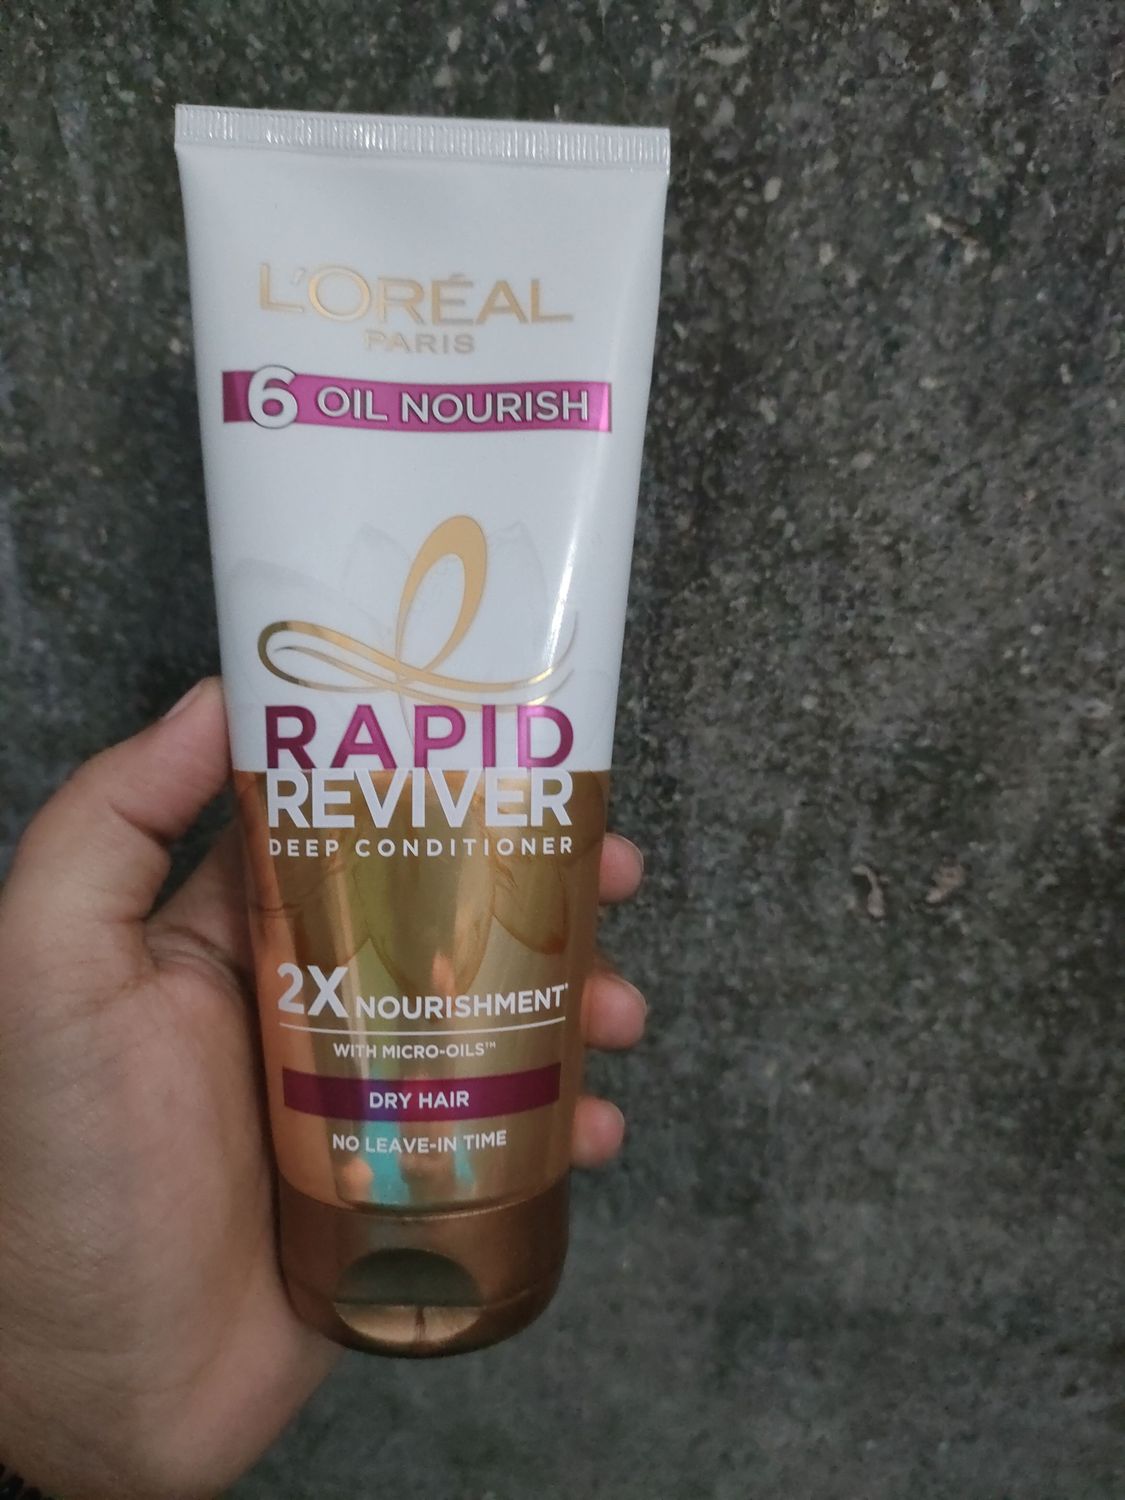 L'ORÉAL
PARIS
6 OIL NOURISH
RAPID
REVIVER
DEEP CONDITIONER
2X NOURISHMENT*
WITH MICRO-OILS™
DRY HAIR
NO LEAVE-IN TIME